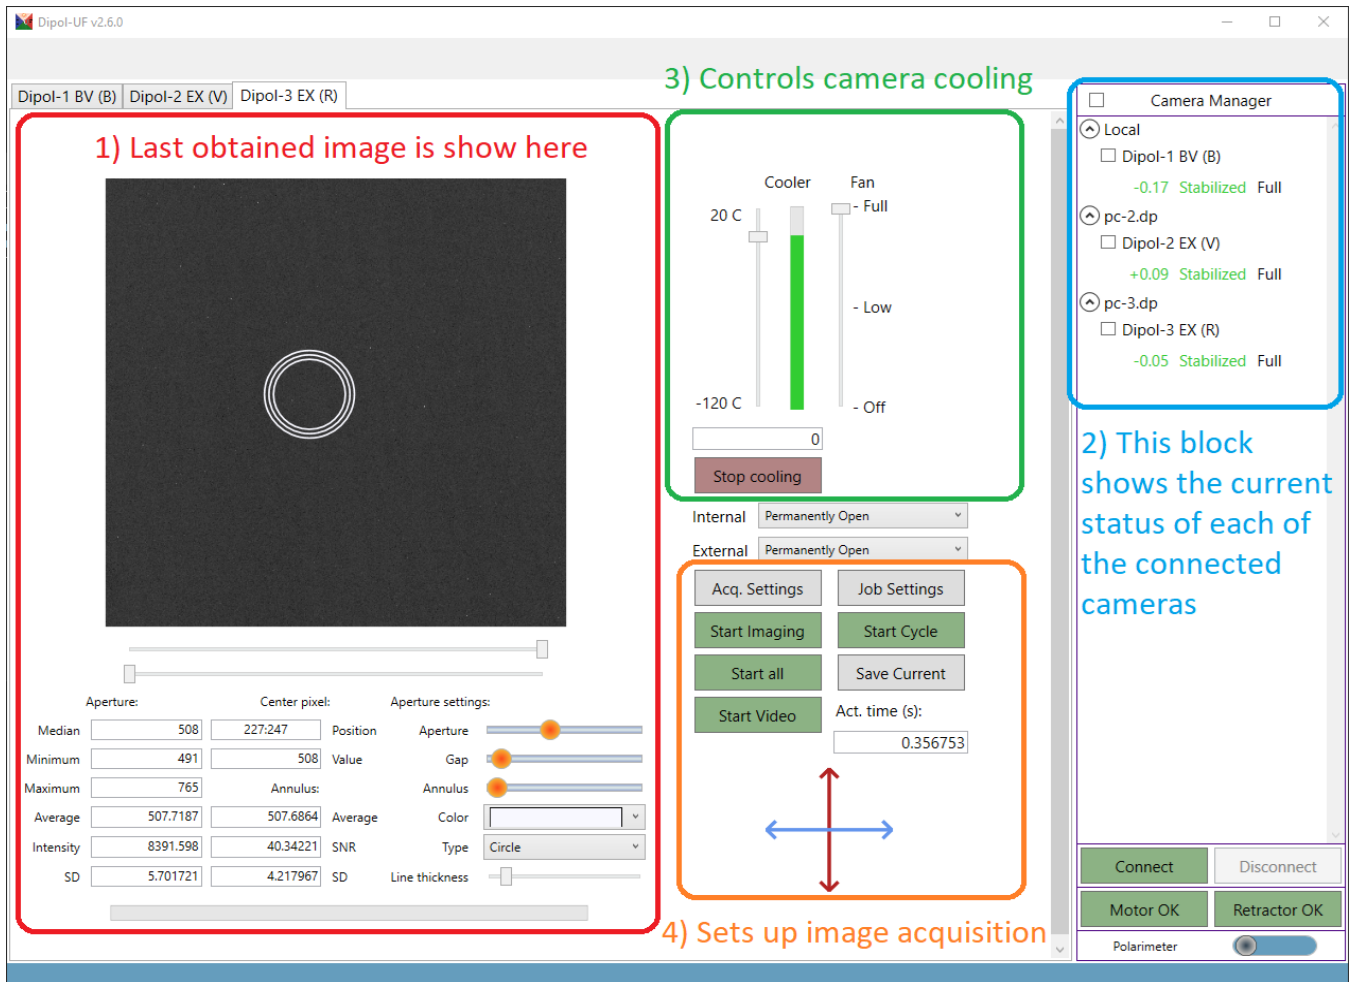 Dipol-UF v2.6.0
3) Controls camera cooling
Dipol-1 BV (B) Dipol-2 EX (V) Dipol-3 EX (R)
1) Last obtained image is show here
Cooler Fan
20 C - Full
- Low
-120 C - Off
0
Stop cooling
Internal Permanently Open
External Permanently Open
Acq. Settings Job Settings
Start Imaging Start Cycle
Start all Save Current
Start Video Act. time (s):
0.356753
4) Sets up image acquisition
Aperture: Center pixel: Aperture settings:
Median 508 227:247 Position Aperture
Minimum 491 508 Value Gap
Maximum 765 Annulus: Annulus
Average 507.7187 507.6864 Average Color
Intensity 8391.598 40.34221 SNR Type Circle
SD 5.701721 4.217967 SD Line thickness
Camera Manager
Local
Dipol-1 BV (B)
-0.17 Stabilized Full
pc-2.dp
Dipol-2 EX (V)
+0.09 Stabilized Full
pc-3.dp
Dipol-3 EX (R)
-0.05 Stabilized Full
2) This block
shows the current
status of each of
the connected
cameras
Connect Disconnect
Motor OK Retractor OK
Polarimeter